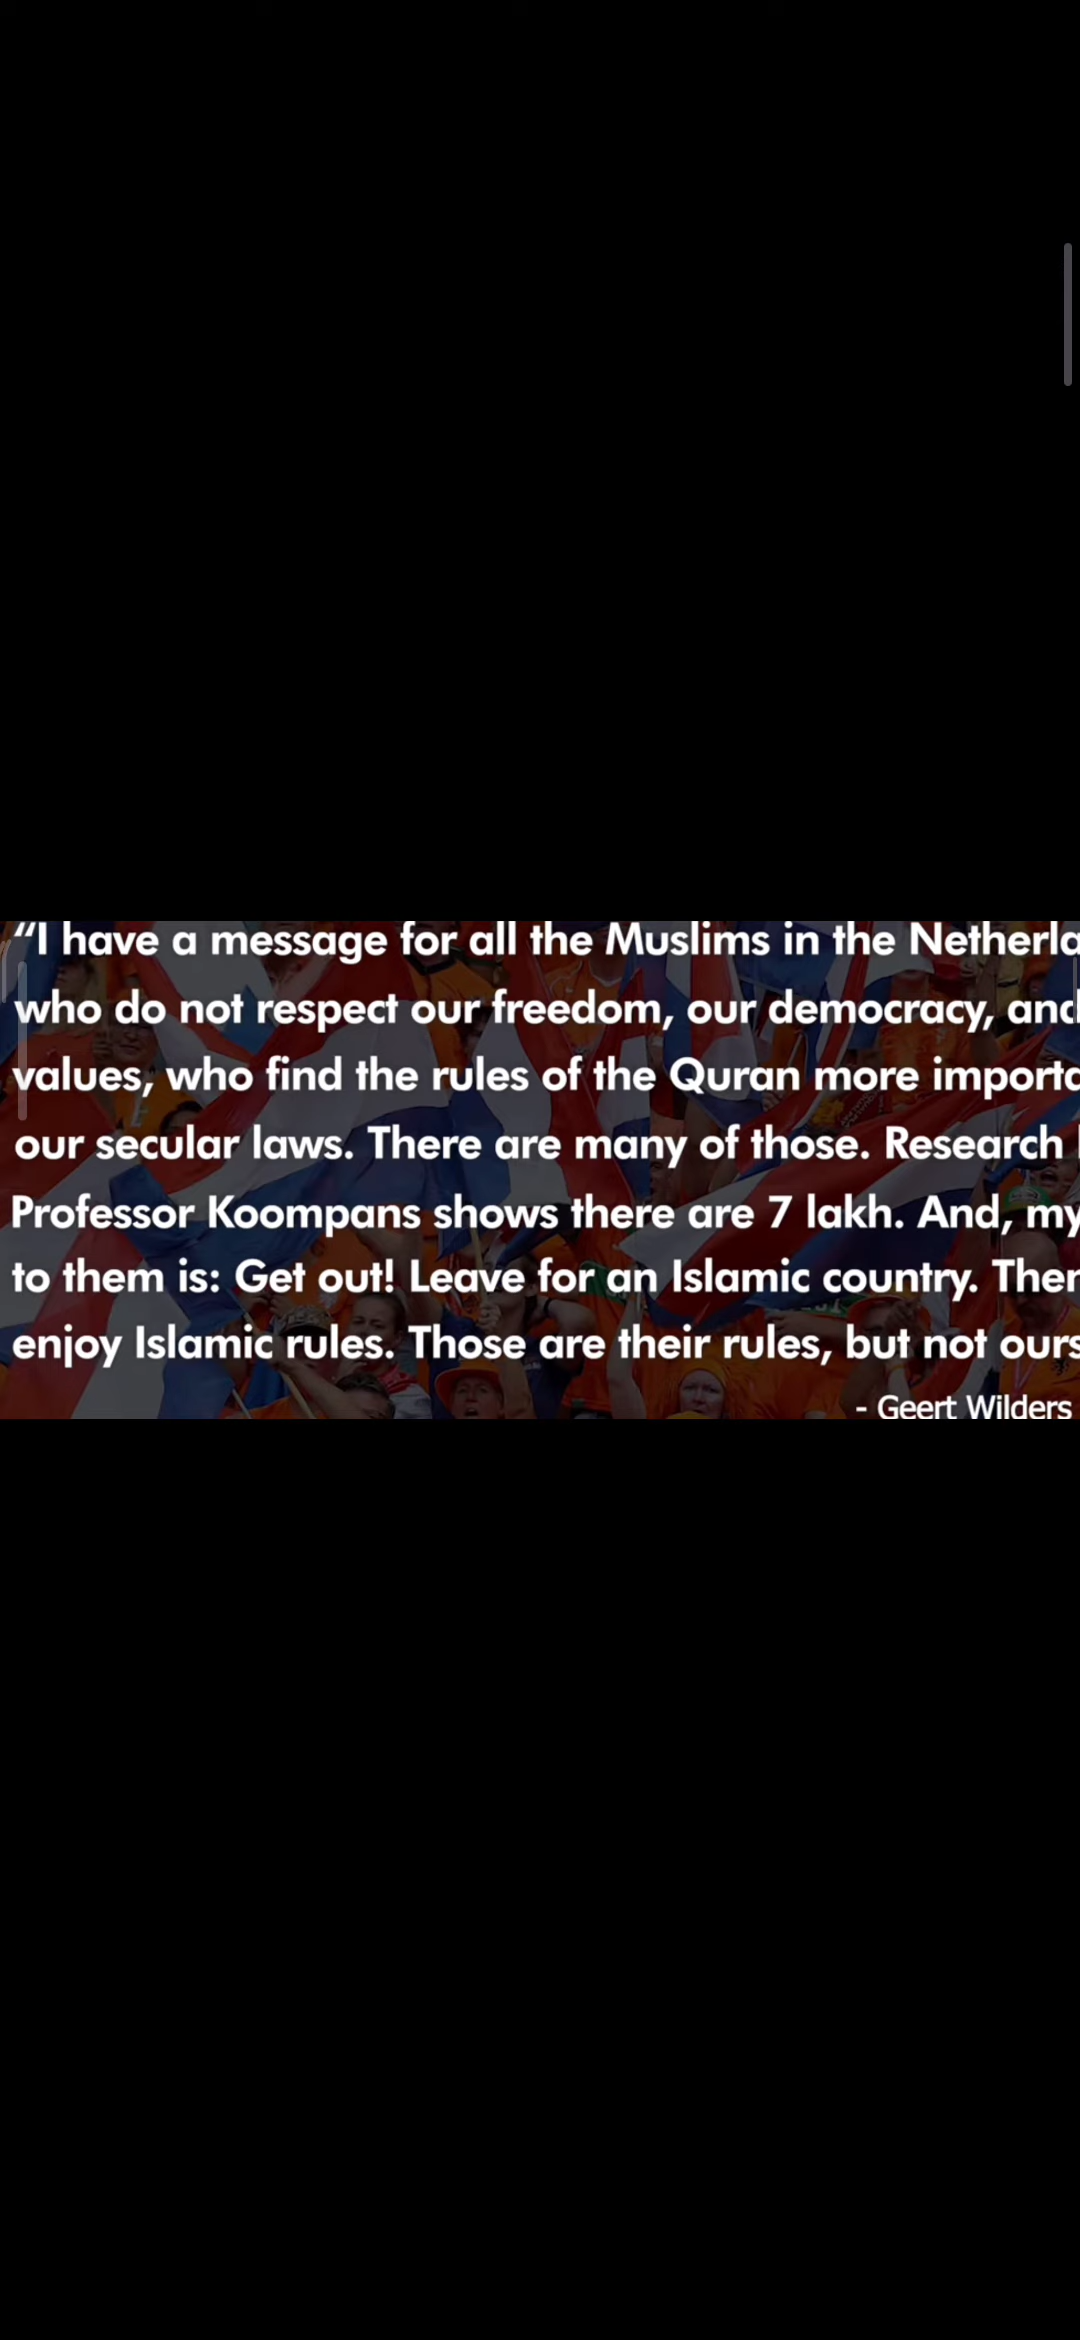 “I have a message for all the Muslims in the
who do not respect our freedom, our democracy, and
values, who find the rules of the Quran more
our secular laws. There are many of those. Research
Professor Koompans shows there are 7 lakh. And, my
to them is: Get out! Leave for an Islamic country.
enjoy Islamic rules. Those are their rules, but not ours
- Geert Wilders